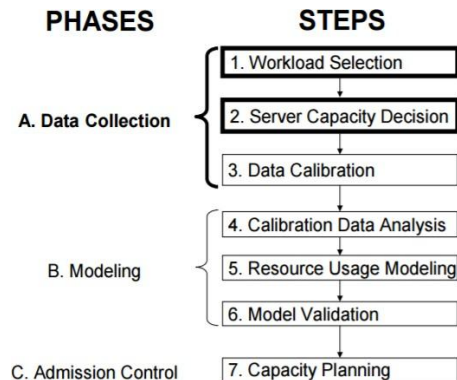 PHASES
STEPS
A. Data Collection
1. Workload Selection
2. Server Capacity Decision
3. Data Calibration
B. Modeling
4. Calibration Data Analysis
5. Resource Usage Modeling
6. Model Validation
C. Admission Control
7. Capacity Planning